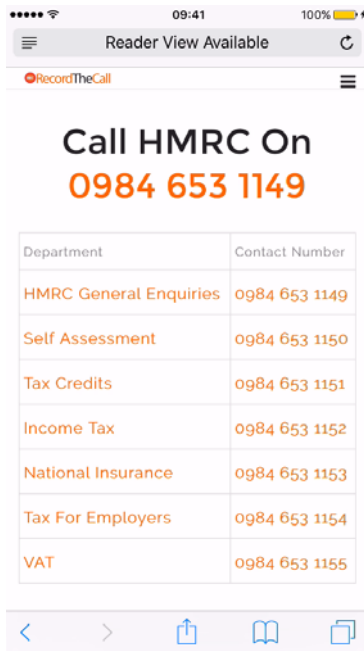 09:41
100%
Reader View Available
RecordTheCall
Call HMRC On
0984 653 1149
Department Contact Number
HMRC General Enquiries 0984 653 1149
Self Assessment 0984 653 1150
Tax Credits 0984 653 1151
Income Tax 0984 653 1152
National Insurance 0984 653 1153
Tax For Employers 0984 653 1154
VAT 0984 653 1155